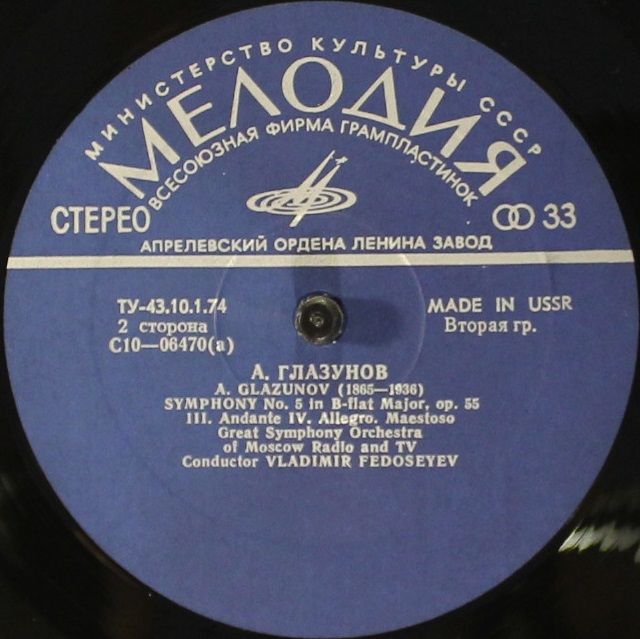 МИНИСТЕРСТВО КУЛЬТУРЫ СССР
МЕЛОДИЯ
ВСЕСОЮЗНАЯ ФИРМА ГРАМПЛАСТИНОК
СТЕРЕО
33
АПРЕЛЕВСКИЙ ОРДЕНА ЛЕНИНА ЗАВОД
ТУ-43.10.1.74
MADE IN USSR
2 сторона
Вторая гр.
С10—06470(а)
А. ГЛАЗУНОВ
A. GLAZUNOV (1865—1936)
SYMPHONY No. 5 in B-flat Major, op. 55
III. Andante IV. Allegro. Maestoso
Great Symphony Orchestra
of Moscow Radio and TV
Conductor VLADIMIR FEDOSEYEV